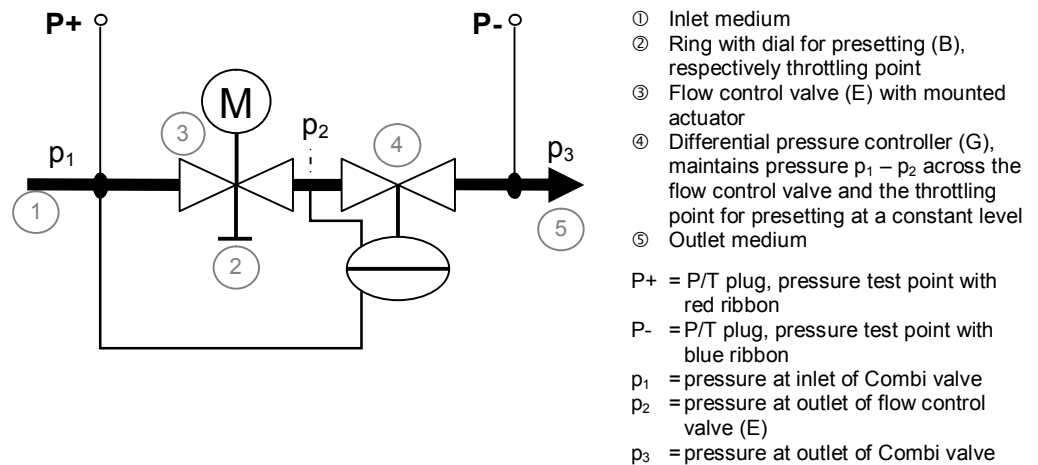 P+
P-
M
3
p2
4
p1
p3
1
2
5
① Inlet medium
② Ring with dial for presetting (B),
respectively throttling point
③ Flow control valve (E) with mounted
actuator
④ Differential pressure controller (G),
maintains pressure p1 – p2 across the
flow control valve and the throttling
point for presetting at a constant level
⑤ Outlet medium
P+ = P/T plug, pressure test point with
red ribbon
P- = P/T plug, pressure test point with
blue ribbon
p1 = pressure at inlet of Combi valve
p2 = pressure at outlet of flow control
valve (E)
p3 = pressure at outlet of Combi valve